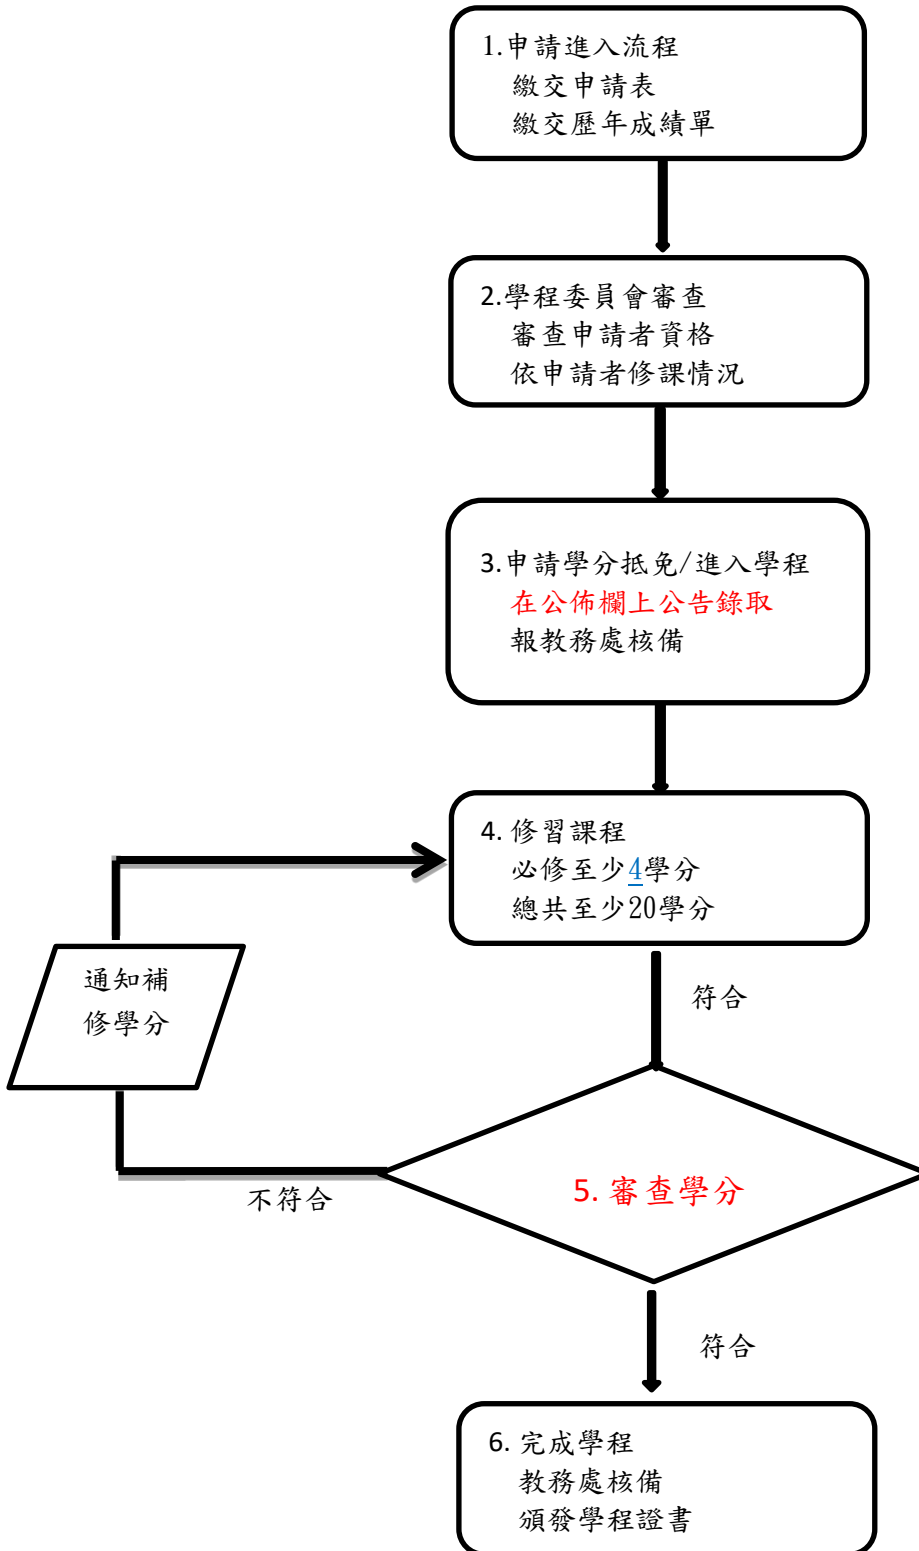 1.申請進入流程
繳交申請表
繳交歷年成績單
2.學程委員會審查
審查申請者資格
依申請者修課情況
3.申請學分抵免/進入學程
在公佈欄上公告錄取
報教務處核備
4. 修習課程
必修至少4學分
總共至少20學分
通知補
修學分
符合
不符合
5. 審查學分
符合
6. 完成學程
教務處核備
頒發學程證書